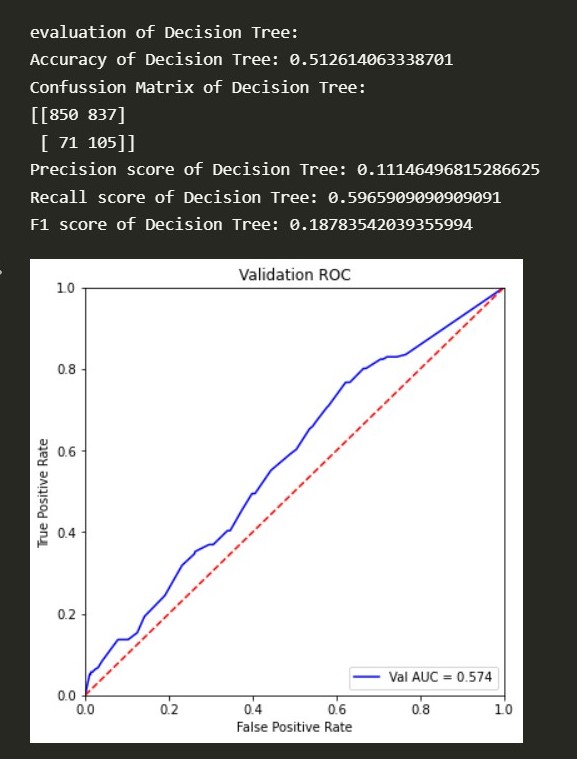 evaluation of Decision Tree:
Accuracy of Decision Tree: 0.512614063338701
Confussion Matrix of Decision Tree:
[[850 837]
 [ 71 105]]
Precision score of Decision Tree: 0.11146496815286625
Recall score of Decision Tree: 0.5965909090909091
F1 score of Decision Tree: 0.18783542039355994
Validation ROC
1.0
0.8
0.6
0.4
0.2
0.0
True Positive Rate
Val AUC = 0.574
0.0 0.2 0.4 0.6 0.8 1.0
False Positive Rate